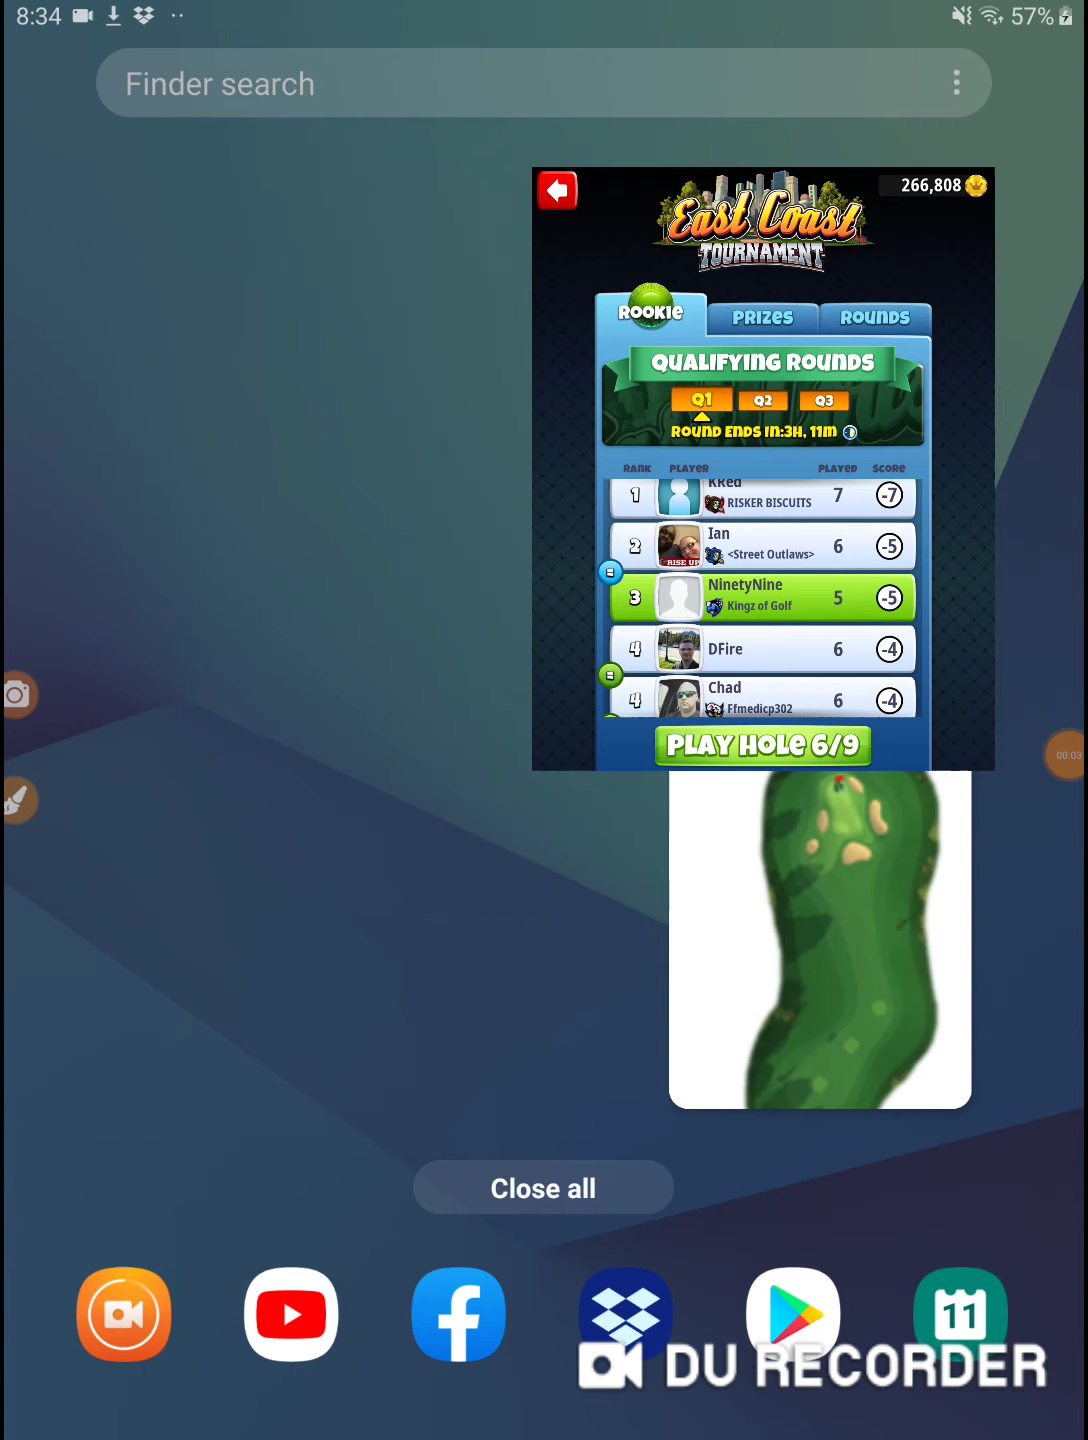 8:34
57%
Finder search
266,808
East Coast
TOURNAMENT
ROOKIE
PRIZES
ROUNDS
QUALIFYING ROUNDS
Q1 Q2 Q3
ROUND ENDS IN:3H, 11M
RANK PLAYER PLAYED SCORE
1 KRed 7 -7
RISKER BISCUITS
2 Ian 6 -5
RISE UP
<Street Outlaws>
3 NinetyNine 5 -5
Kingz of Golf
4 DFire 6 -4
4 Chad 6 -4
Ffmedicp302
PLAY HOLE 6/9
00:03
Close all
11
DU RECORDER